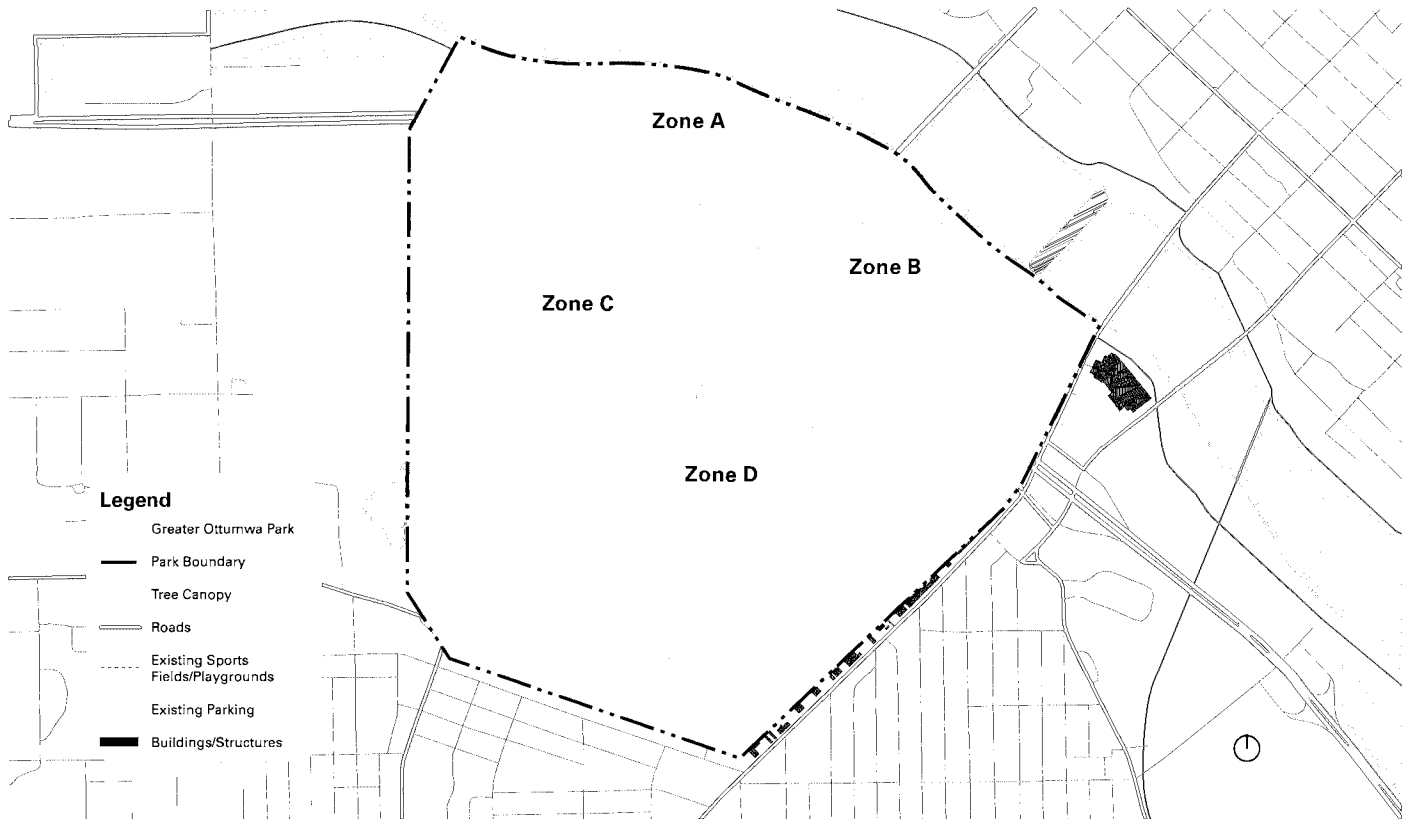 Zone A
Zone B
Zone C
Zone D
Legend
Greater Ottumwa Park
Park Boundary
Tree Canopy
Roads
Existing Sports
Fields/Playgrounds
Existing Parking
Buildings/Structures